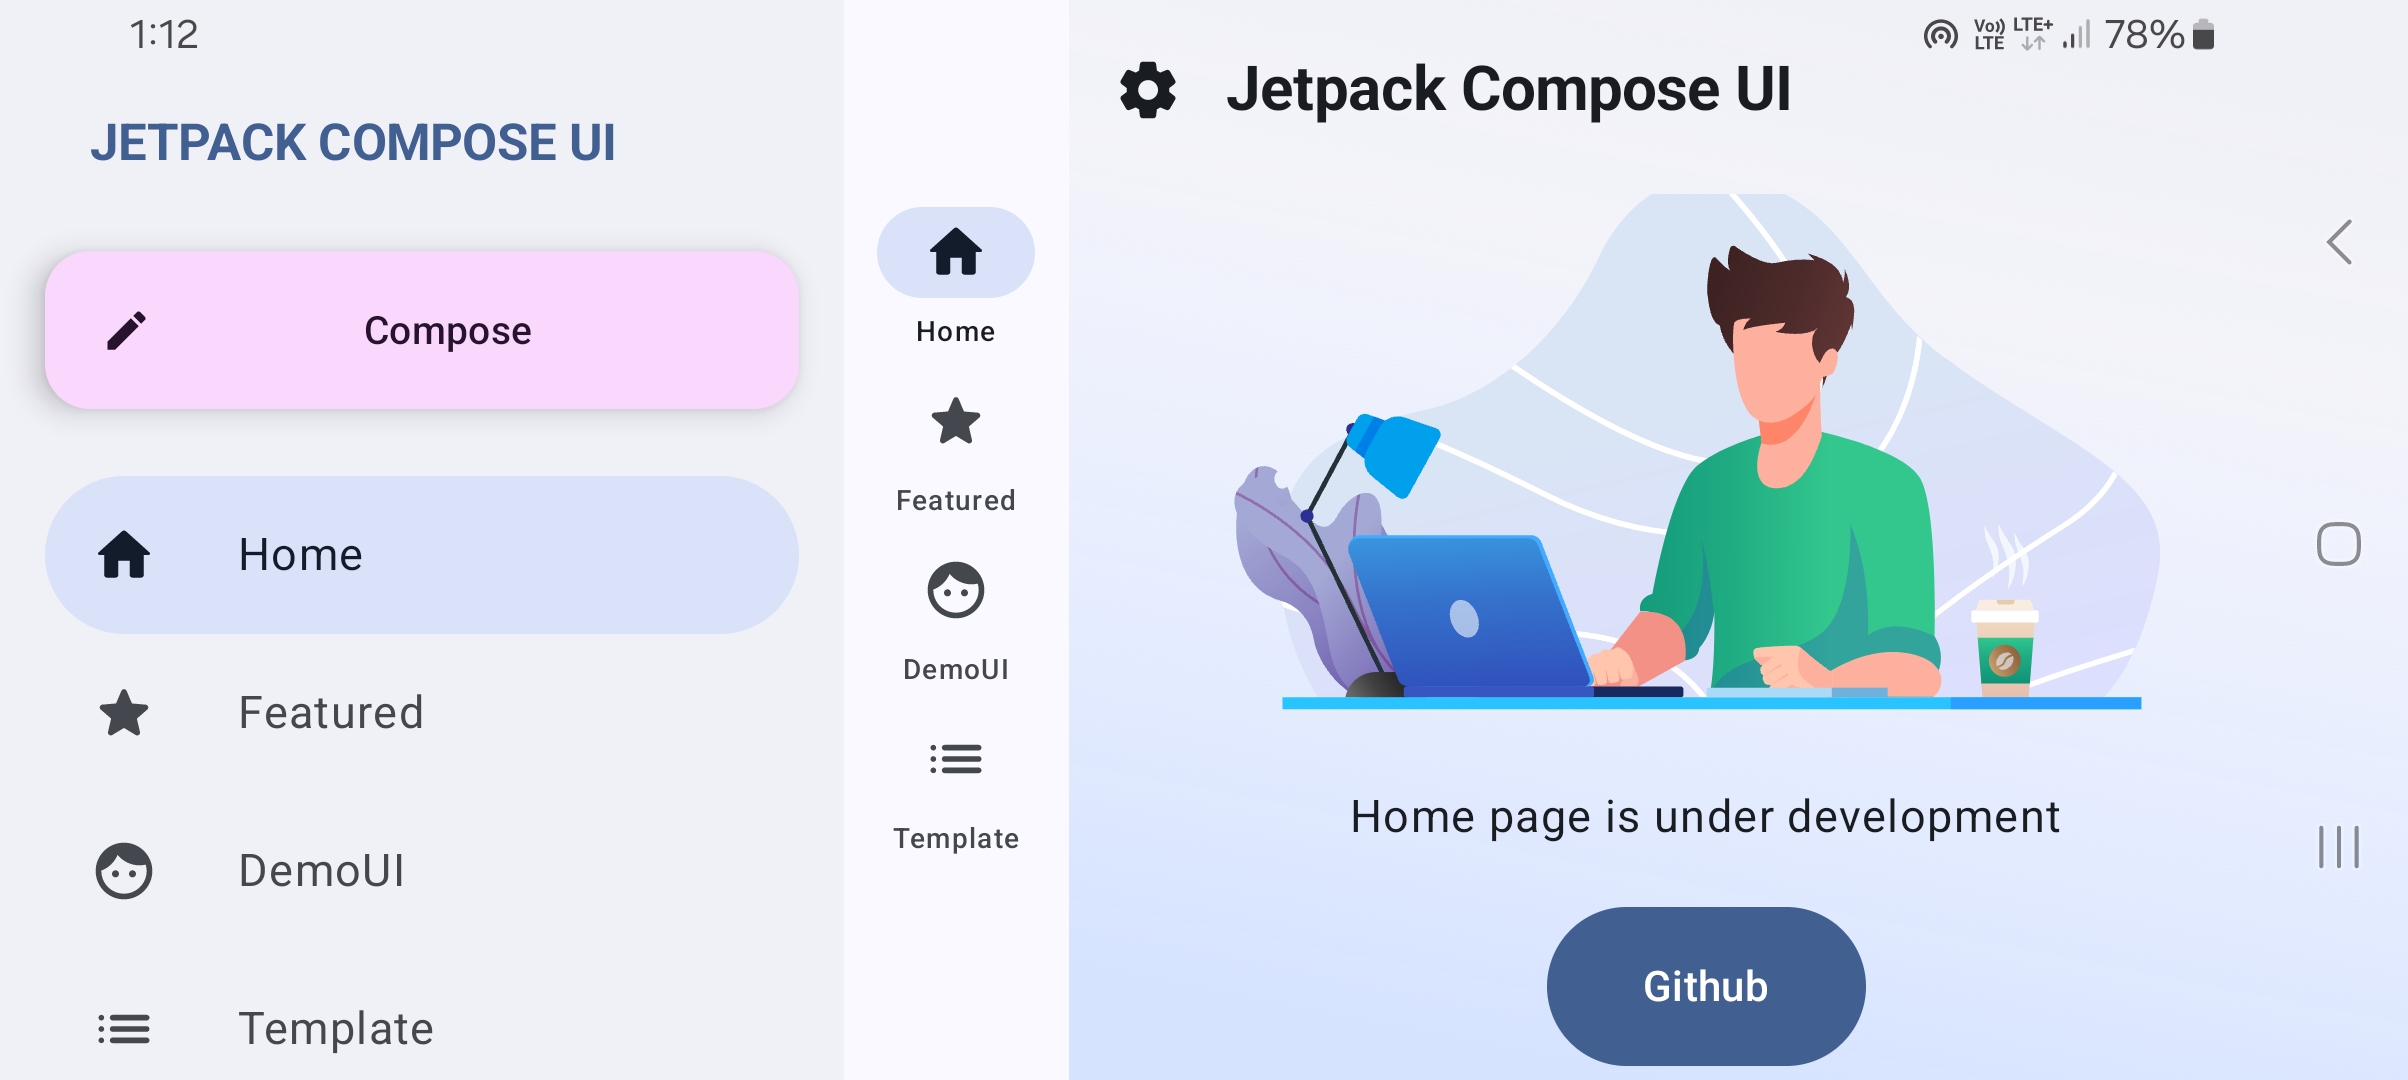 1:12
JETPACK COMPOSE UI
Compose
Home
Featured
DemoUI
Template
Home
Featured
DemoUI
Template
Vo)) LTE LTE+ 78%
Jetpack Compose UI
Home page is under development
Github